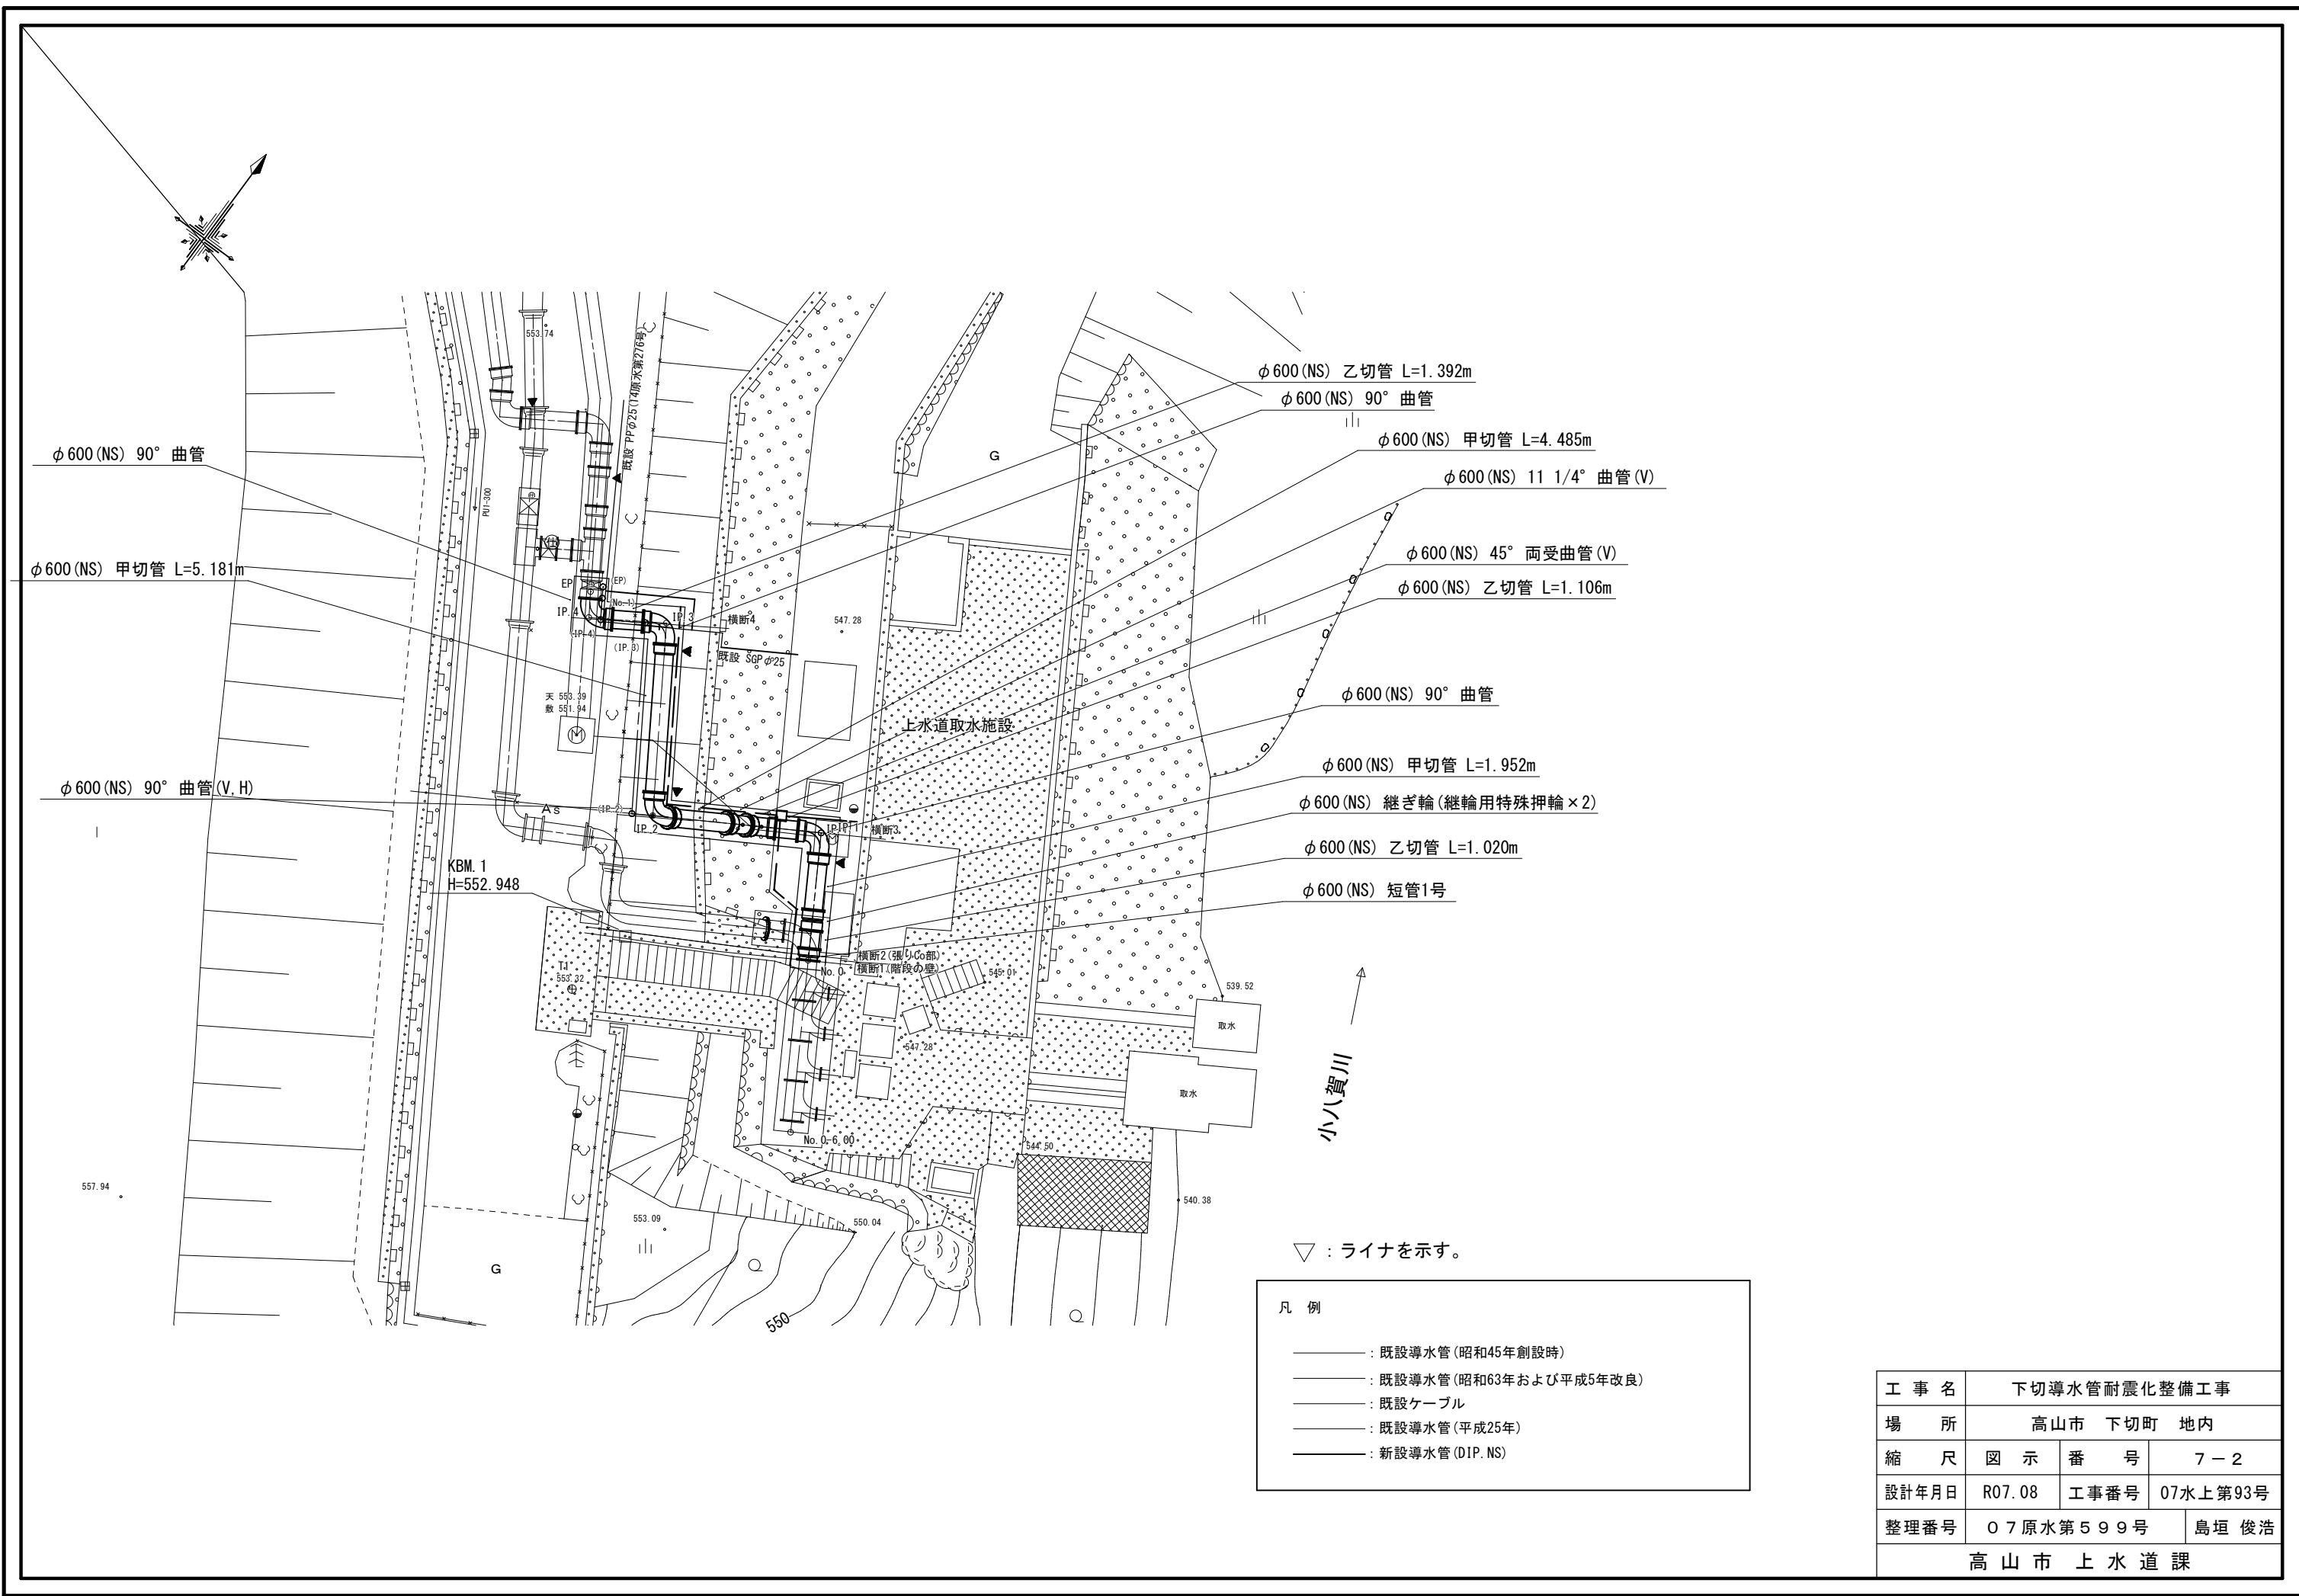 φ600(NS) 90° 曲管
φ600(NS) 甲切管 L=5.181m
φ600(NS) 90° 曲管(V,H)
KBM.1
H=552.948
φ600(NS) 乙切管 L=1.392m
φ600(NS) 90° 曲管
φ600(NS) 甲切管 L=4.485m
φ600(NS) 11 1/4° 曲管(V)
φ600(NS) 45° 両受曲管(V)
φ600(NS) 乙切管 L=1.106m
φ600(NS) 90° 曲管
φ600(NS) 甲切管 L=1.952m
φ600(NS) 継ぎ輪(継輪用特殊押輪×2)
φ600(NS) 乙切管 L=1.020m
φ600(NS) 短管1号
553.74
既設 PPφ25(14原水第276号)
PU1-300
G
EP
(EP)
(No.1)
IP.4
(IP.4)
IP.3
(IP.3)
横断4
547.28
既設 SGPφ25
天 553.39
敷 551.94
M
上水道取水施設
As
(IP.2)
IP.2
IP.1
横断3
横断2(張りCo部)
横断1(階段の壁)
No.0
T.1
553.32
545.01
547.28
539.52
取水
取水
小八賀川
No.0-6.00
544.50
540.38
557.94
553.09
550.04
G
550
▽ : ライナを示す。
凡 例
: 既設導水管(昭和45年創設時)
: 既設導水管(昭和63年および平成5年改良)
: 既設ケーブル
: 既設導水管(平成25年)
: 新設導水管(DIP.NS)
工 事 名 下切導水管耐震化整備工事
場 所 高山市 下切町 地内
縮 尺 図 示 番 号 7-2
設計年月日 R07.08 工事番号 07水上第93号
整理番号 07原水第599号 島垣 俊浩
高 山 市 上 水 道 課